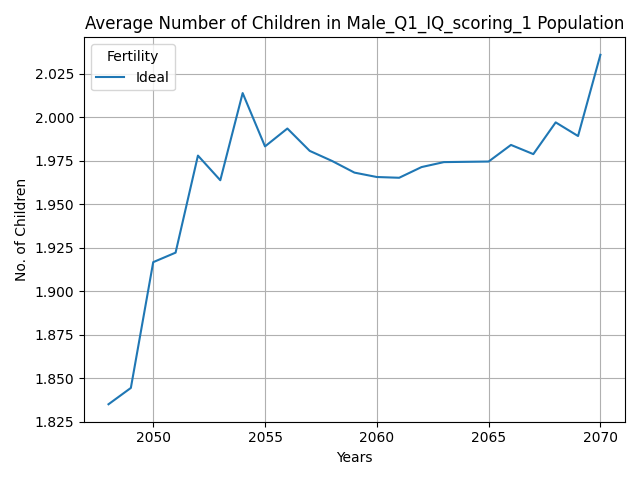 Average Number of Children in Male_Q1_IQ_scoring_1 Population
Fertility
Ideal
No. of Children
2.025
2.000
1.975
1.950
1.925
1.900
1.875
1.850
1.825
2050 2055 2060 2065 2070
Years